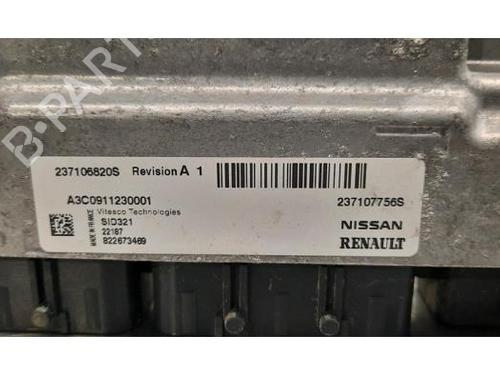 B-PARTS
237106820S Revision A 1
A3C0911230001
237107756S
Vitesco Technologies
MADE IN FRANCE
SID321
22187
822673469
NISSAN
RENAULT